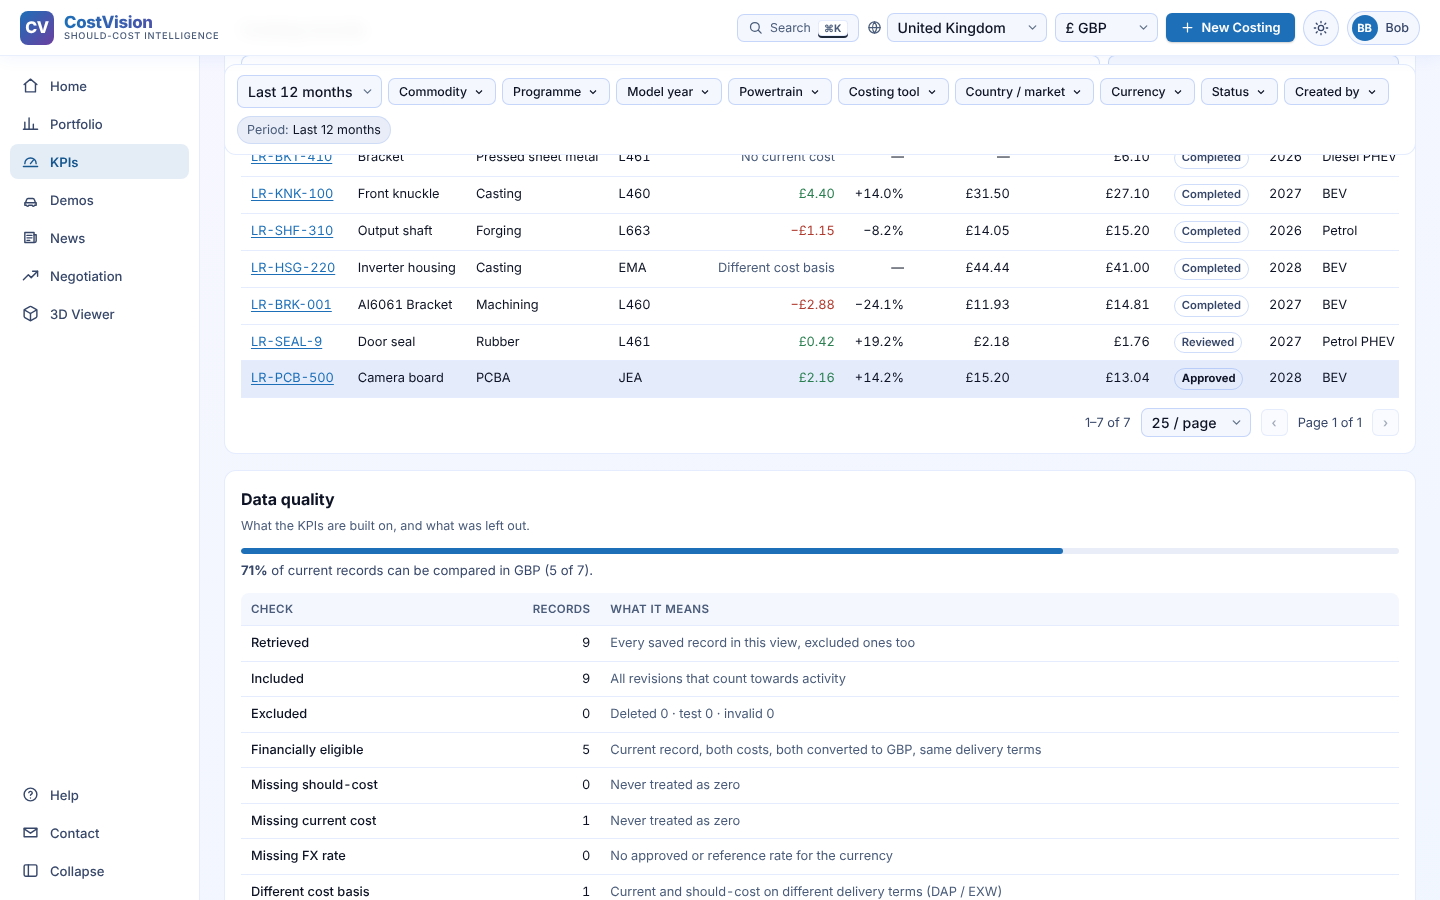 CV CostVision
SHOULD-COST INTELLIGENCE
Search ⌘K
United Kingdom
£ GBP
+ New Costing
BB Bob
Home
Portfolio
KPIs
Demos
News
Negotiation
3D Viewer
Help
Contact
Collapse
Last 12 months Commodity Programme Model year Powertrain Costing tool Country / market Currency Status Created by
Period: Last 12 months
LR-BKT-410 Bracket Pressed sheet metal L461 No current cost — — £6.10 Completed 2026 Diesel PHEV
LR-KNK-100 Front knuckle Casting L460 £4.40 +14.0% £31.50 £27.10 Completed 2027 BEV
LR-SHF-310 Output shaft Forging L663 −£1.15 −8.2% £14.05 £15.20 Completed 2026 Petrol
LR-HSG-220 Inverter housing Casting EMA Different cost basis — £44.44 £41.00 Completed 2028 BEV
LR-BRK-001 Al6061 Bracket Machining L460 −£2.88 −24.1% £11.93 £14.81 Completed 2027 BEV
LR-SEAL-9 Door seal Rubber L461 £0.42 +19.2% £2.18 £1.76 Reviewed 2027 Petrol PHEV
LR-PCB-500 Camera board PCBA JEA £2.16 +14.2% £15.20 £13.04 Approved 2028 BEV
1–7 of 7 25 / page ‹ Page 1 of 1 ›
Data quality
What the KPIs are built on, and what was left out.
71% of current records can be compared in GBP (5 of 7).
CHECK RECORDS WHAT IT MEANS
Retrieved 9 Every saved record in this view, excluded ones too
Included 9 All revisions that count towards activity
Excluded 0 Deleted 0 · test 0 · invalid 0
Financially eligible 5 Current record, both costs, both converted to GBP, same delivery terms
Missing should-cost 0 Never treated as zero
Missing current cost 1 Never treated as zero
Missing FX rate 0 No approved or reference rate for the currency
Different cost basis 1 Current and should-cost on different delivery terms (DAP / EXW)